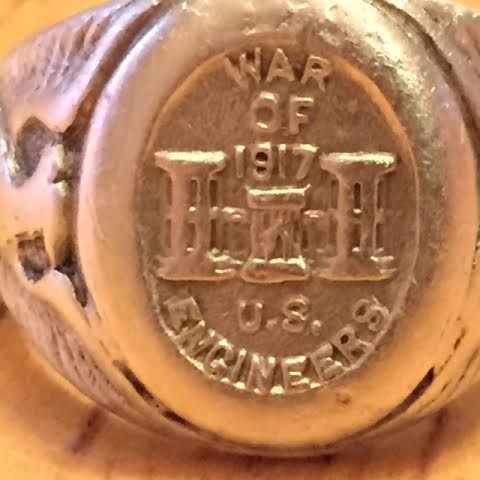 WAR
OF
1917
U.S.
ENGINEERS